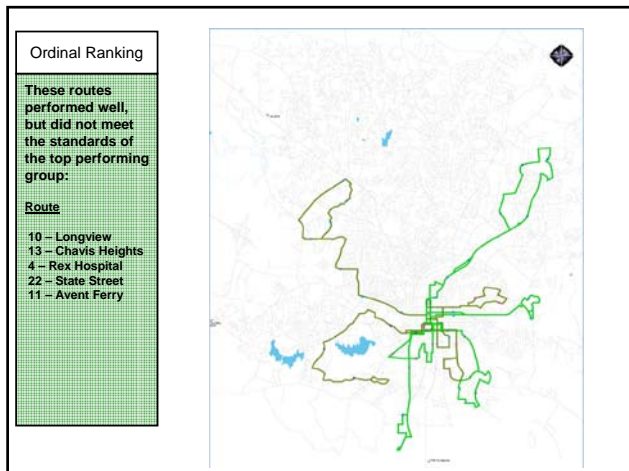 Ordinal Ranking
These routes
performed well,
but did not meet
the standards of
the top performing
group:
Route
10 – Longview
13 – Chavis Heights
4 – Rex Hospital
22 – State Street
11 – Avent Ferry